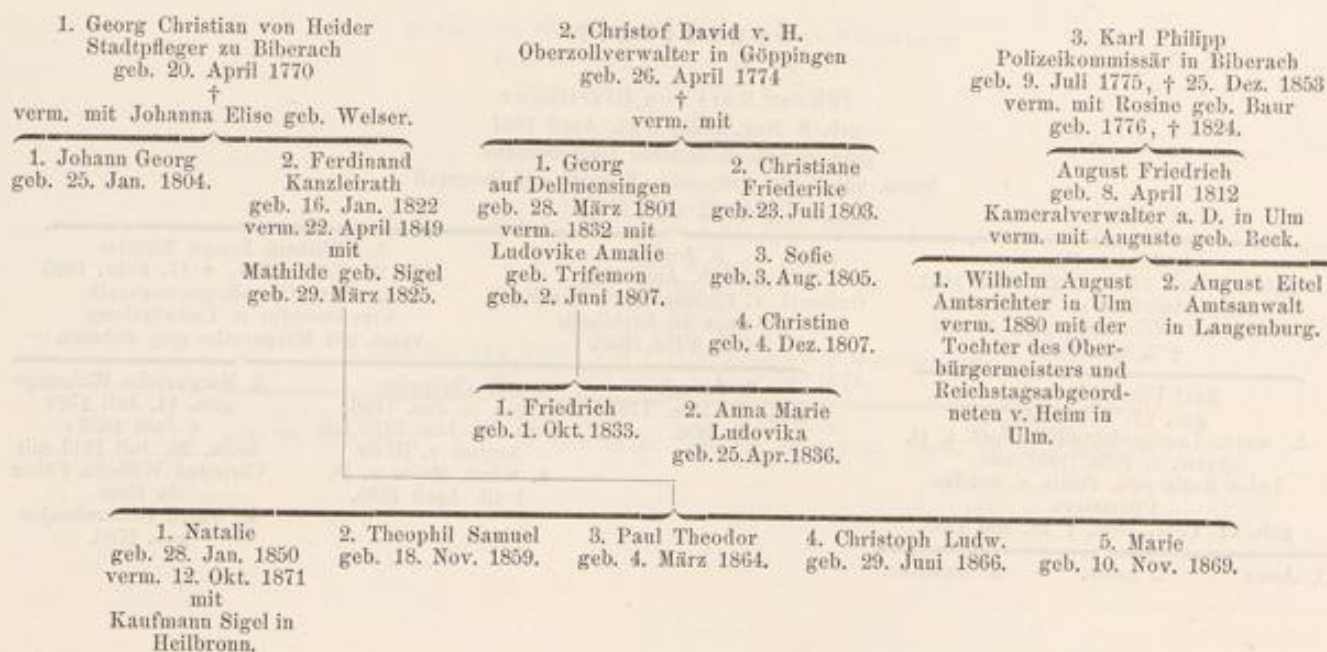 1. Georg Christian von Heider
Stadtpfleger zu Biberach
geb. 20. April 1770
†
verm. mit Johanna Elise geb. Welser.
1. Johann Georg
geb. 25. Jan. 1804.
2. Ferdinand
Kanzleirath
geb. 16. Jan. 1822
verm. 22. April 1849
mit
Mathilde geb. Sigel
geb. 29. März 1825.
2. Christof David v. H.
Oberzollverwalter in Göppingen
geb. 26. April 1774
†
verm. mit
1. Georg
auf Dellmensingen
geb. 28. März 1801
verm. 1832 mit
Ludovike Amalie
geb. Trifemon
geb. 2. Juni 1807.
2. Christiane
Friederike
geb. 23. Juli 1803.
3. Sofie
geb. 3. Aug. 1805.
4. Christine
geb. 4. Dez. 1807.
1. Friedrich
geb. 1. Okt. 1833.
2. Anna Marie
Ludovika
geb. 25. Apr. 1836.
3. Karl Philipp
Polizeikommissär in Biberach
geb. 9. Juli 1775, † 25. Dez. 1853
verm. mit Rosine geb. Baur
geb. 1776, † 1824.
August Friedrich
geb. 8. April 1812
Kameralverwalter a. D. in Ulm
verm. mit Auguste geb. Beck.
1. Wilhelm August
Amtsrichter in Ulm
verm. 1880 mit der
Tochter des Ober-
bürgermeisters und
Reichstagsabgeord-
neten v. Heim in
Ulm.
2. August Eitel
Amtsanwalt
in Langenburg.
1. Natalie
geb. 28. Jan. 1850
verm. 12. Okt. 1871
mit
Kaufmann Sigel in
Heilbronn.
2. Theophil Samuel
geb. 18. Nov. 1859.
3. Paul Theodor
geb. 4. März 1864.
4. Christoph Ludw.
geb. 29. Juni 1866.
5. Marie
geb. 10. Nov. 1869.